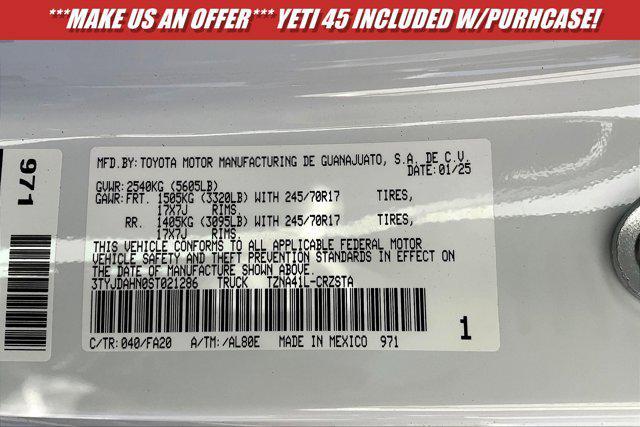 ***MAKE US AN OFFER*** YETI 45 INCLUDED W/PURHCASE!
971
MFD.BY:TOYOTA MOTOR MANUFACTURING DE GUANAJUATO, S.A. DE C.V.
DATE:01/25
GVWR:2540KG (5605LB)
GAWR:FRT. 1505KG (3320LB) WITH 245/70R17 TIRES,
17X7J RIMS,
RR. 1405KG (3095LB) WITH 245/70R17 TIRES,
17X7J RIMS.
THIS VEHICLE CONFORMS TO ALL APPLICABLE FEDERAL MOTOR
VEHICLE SAFETY AND THEFT PREVENTION STANDARDS IN EFFECT ON
THE DATE OF MANUFACTURE SHOWN ABOVE.
3TYJDAHN0ST021286 TRUCK TZNA41L-CRZSTA
1
C/TR:040/FA20 A/TM:/AL80E MADE IN MEXICO 971